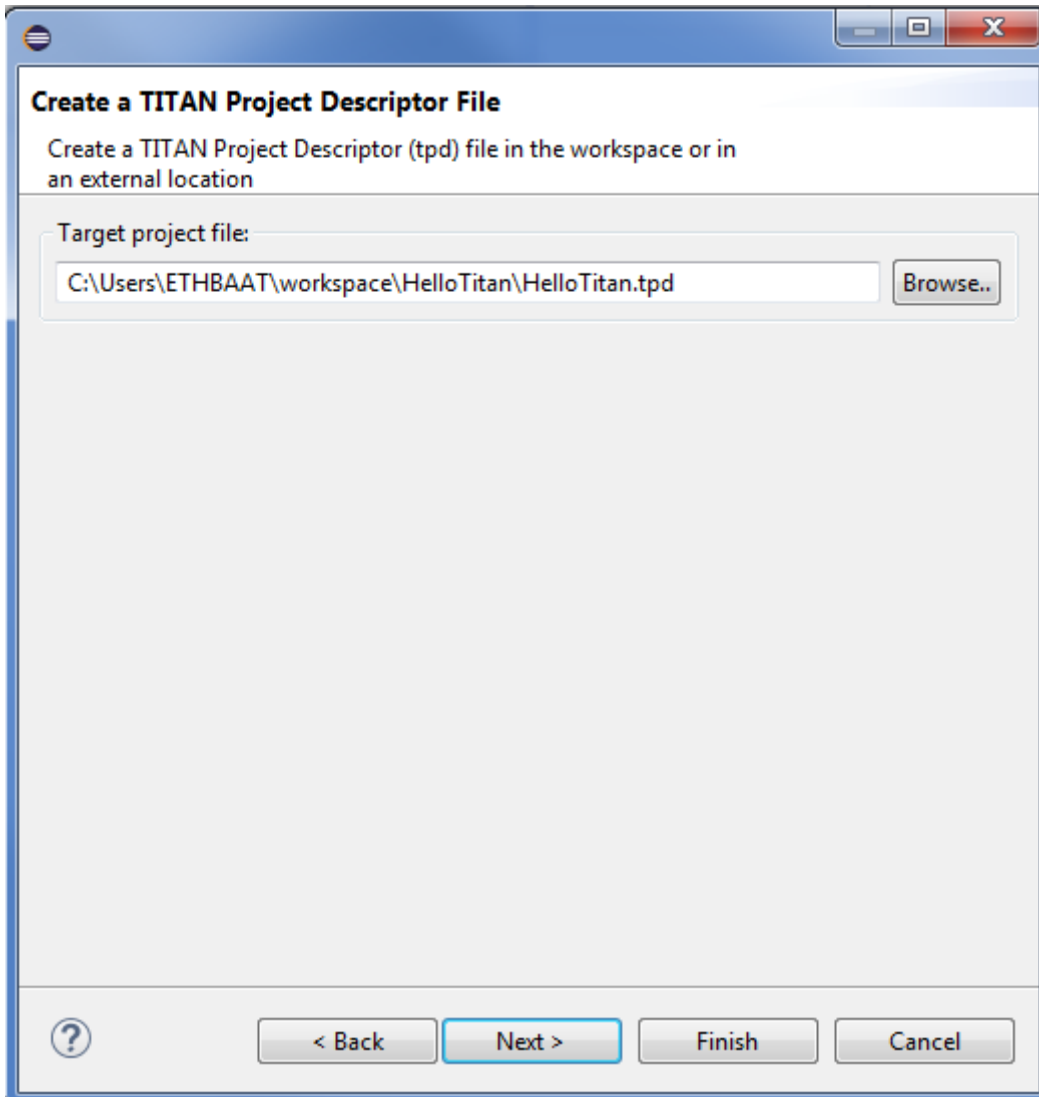 Create a TITAN Project Descriptor File
Create a TITAN Project Descriptor (tpd) file in the workspace or in
an external location
Target project file:
C:\Users\ETHBAAT\workspace\HelloTitan\HelloTitan.tpd
Browse..
?
< Back
Next >
Finish
Cancel